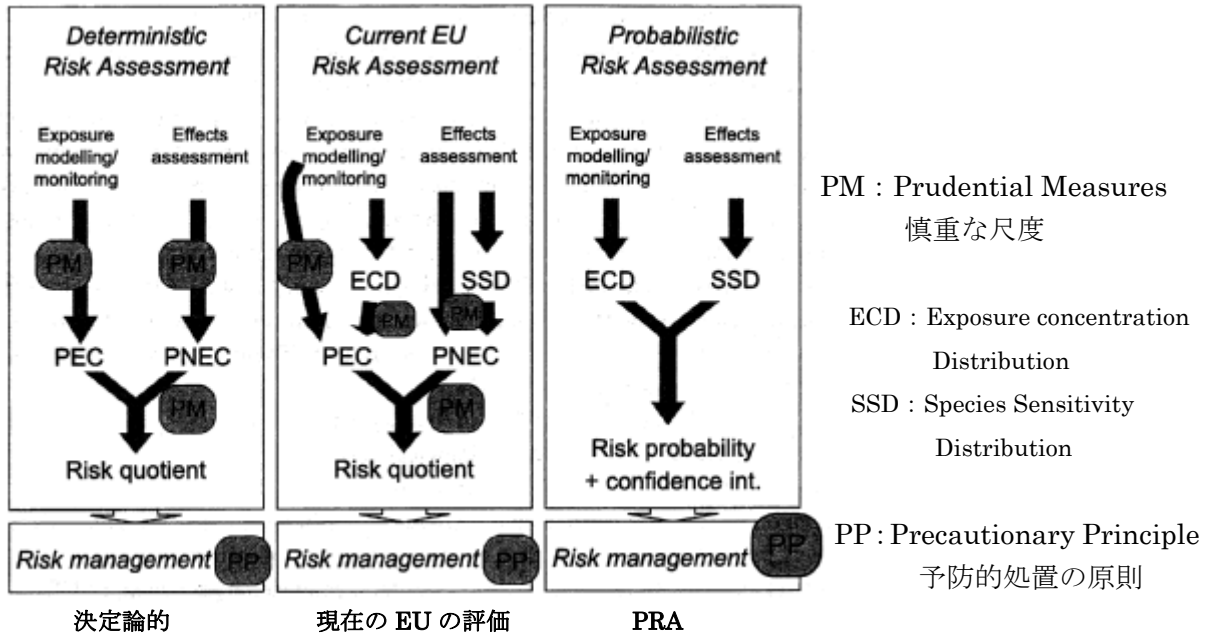 Deterministic
Risk Assessment
Exposure
modelling/
monitoring
Effects
assessment
PM
PM
PEC
PNEC
PM
Risk quotient
Risk management
PP
決定論的
Current EU
Risk Assessment
Exposure
modelling/
monitoring
Effects
assessment
PM
ECD
SSD
PM
PM
PEC
PNEC
PM
Risk quotient
Risk management
PP
現在の EU の評価
Probabilistic
Risk Assessment
Exposure
modelling/
monitoring
Effects
assessment
ECD
SSD
Risk probability
+ confidence int.
Risk management
PP
PRA
PM : Prudential Measures
慎重な尺度
ECD : Exposure concentration
Distribution
SSD : Species Sensitivity
Distribution
PP : Precautionary Principle
予防的処置の原則